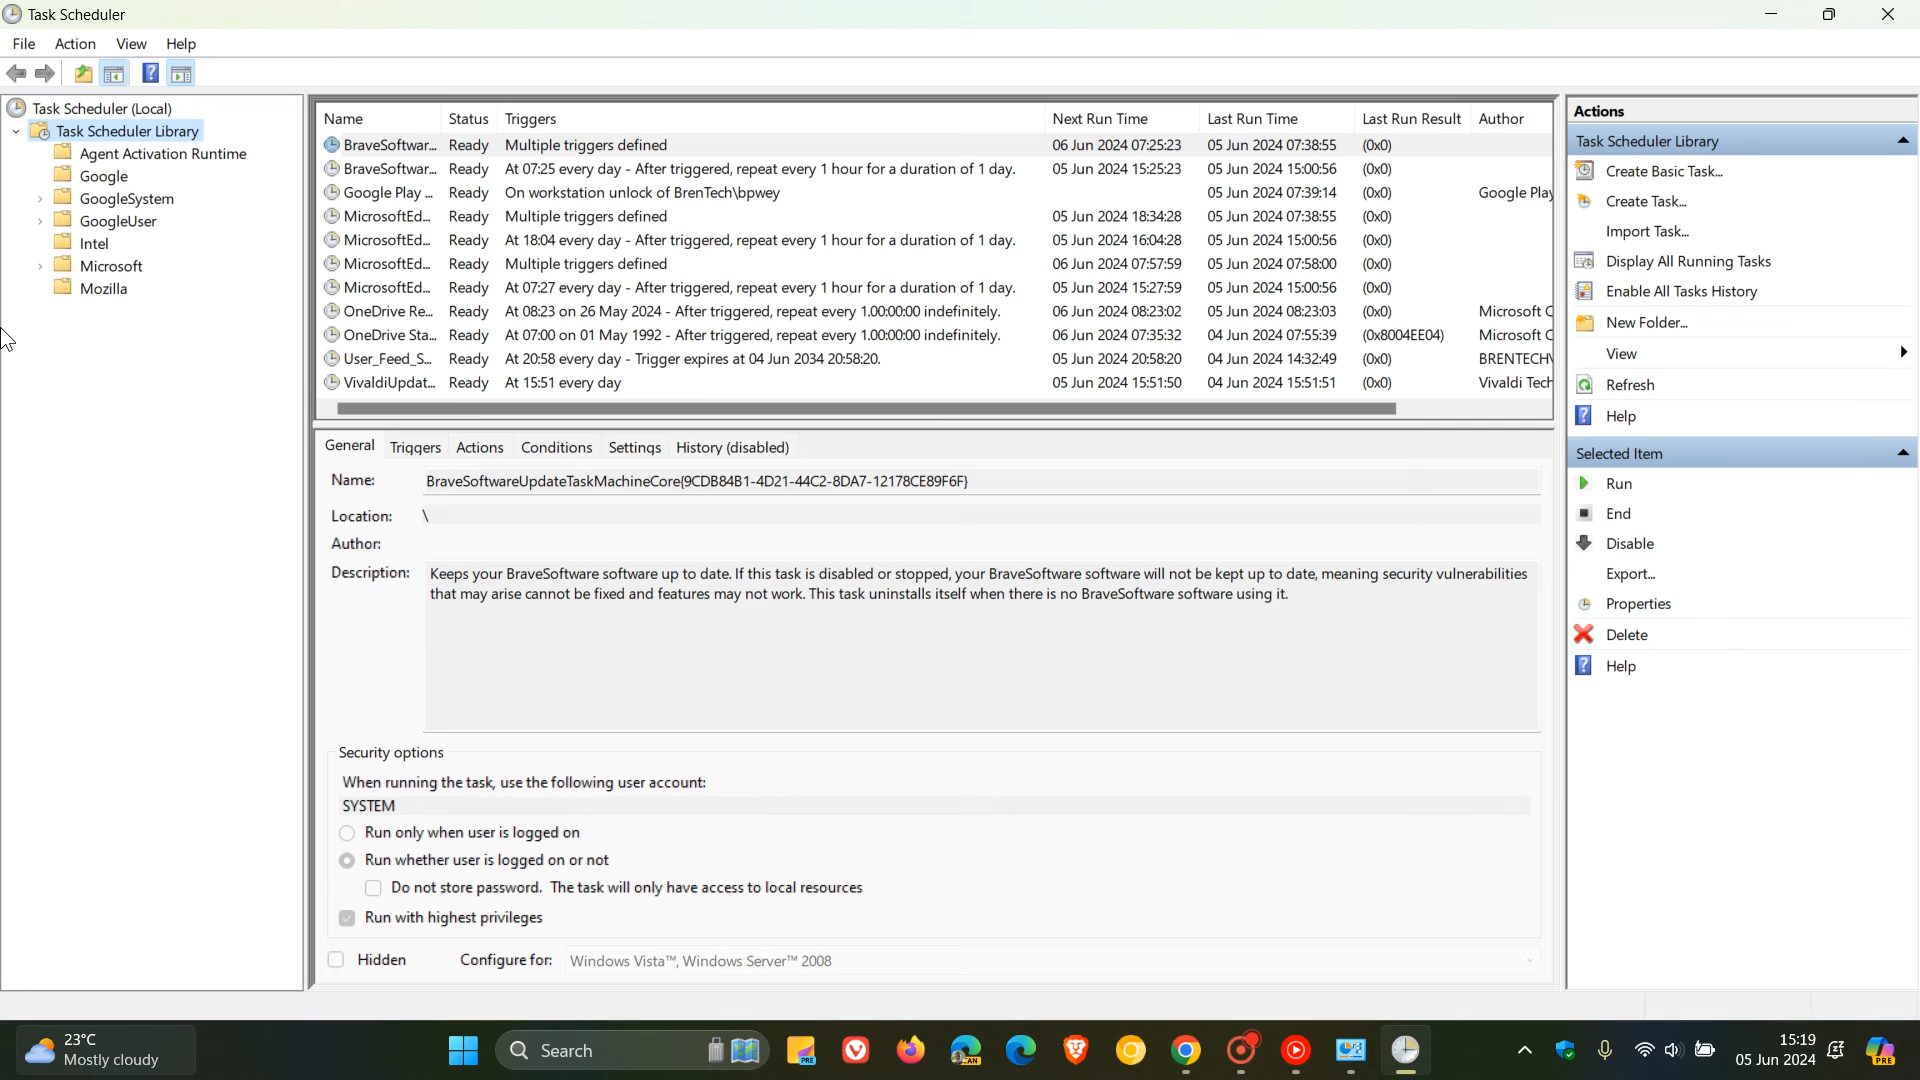 Task Scheduler
File Action View Help
Task Scheduler (Local)
Task Scheduler Library
Agent Activation Runtime
Google
GoogleSystem
GoogleUser
Intel
Microsoft
Mozilla
Name Status Triggers Next Run Time Last Run Time Last Run Result Author
BraveSoftwar... Ready Multiple triggers defined 06 Jun 2024 07:25:23 05 Jun 2024 07:38:55 (0x0)
BraveSoftwar... Ready At 07:25 every day - After triggered, repeat every 1 hour for a duration of 1 day. 05 Jun 2024 15:25:23 05 Jun 2024 15:00:56 (0x0)
Google Play ... Ready On workstation unlock of BrenTech\bpwey 05 Jun 2024 07:39:14 (0x0) Google Play
MicrosoftEd... Ready Multiple triggers defined 05 Jun 2024 18:34:28 05 Jun 2024 07:38:55 (0x0)
MicrosoftEd... Ready At 18:04 every day - After triggered, repeat every 1 hour for a duration of 1 day. 05 Jun 2024 16:04:28 05 Jun 2024 15:00:56 (0x0)
MicrosoftEd... Ready Multiple triggers defined 06 Jun 2024 07:57:59 05 Jun 2024 07:58:00 (0x0)
MicrosoftEd... Ready At 07:27 every day - After triggered, repeat every 1 hour for a duration of 1 day. 05 Jun 2024 15:27:59 05 Jun 2024 15:00:56 (0x0)
OneDrive Re... Ready At 08:23 on 26 May 2024 - After triggered, repeat every 1.00:00:00 indefinitely. 06 Jun 2024 08:23:02 05 Jun 2024 08:23:03 (0x0) Microsoft C
OneDrive Sta... Ready At 07:00 on 01 May 1992 - After triggered, repeat every 1.00:00:00 indefinitely. 06 Jun 2024 07:35:32 04 Jun 2024 07:55:39 (0x8004EE04) Microsoft C
User_Feed_S... Ready At 20:58 every day - Trigger expires at 04 Jun 2034 20:58:20. 05 Jun 2024 20:58:20 04 Jun 2024 14:32:49 (0x0) BRENTECH\
VivaldiUpdat... Ready At 15:51 every day 05 Jun 2024 15:51:50 04 Jun 2024 15:51:51 (0x0) Vivaldi Tech
General Triggers Actions Conditions Settings History (disabled)
Name: BraveSoftwareUpdateTaskMachineCore{9CDB84B1-4D21-44C2-8DA7-12178CE89F6F}
Location: \
Author:
Description: Keeps your BraveSoftware software up to date. If this task is disabled or stopped, your BraveSoftware software will not be kept up to date, meaning security vulnerabilities
that may arise cannot be fixed and features may not work. This task uninstalls itself when there is no BraveSoftware software using it.
Security options
When running the task, use the following user account:
SYSTEM
Run only when user is logged on
Run whether user is logged on or not
Do not store password. The task will only have access to local resources
Run with highest privileges
Hidden Configure for: Windows Vista™, Windows Server™ 2008
Actions
Task Scheduler Library
Create Basic Task...
Create Task...
Import Task...
Display All Running Tasks
Enable All Tasks History
New Folder...
View
Refresh
Help
Selected Item
Run
End
Disable
Export...
Properties
Delete
Help
23°C
Mostly cloudy
Search
PRE
CAN
15:19
05 Jun 2024
PRE